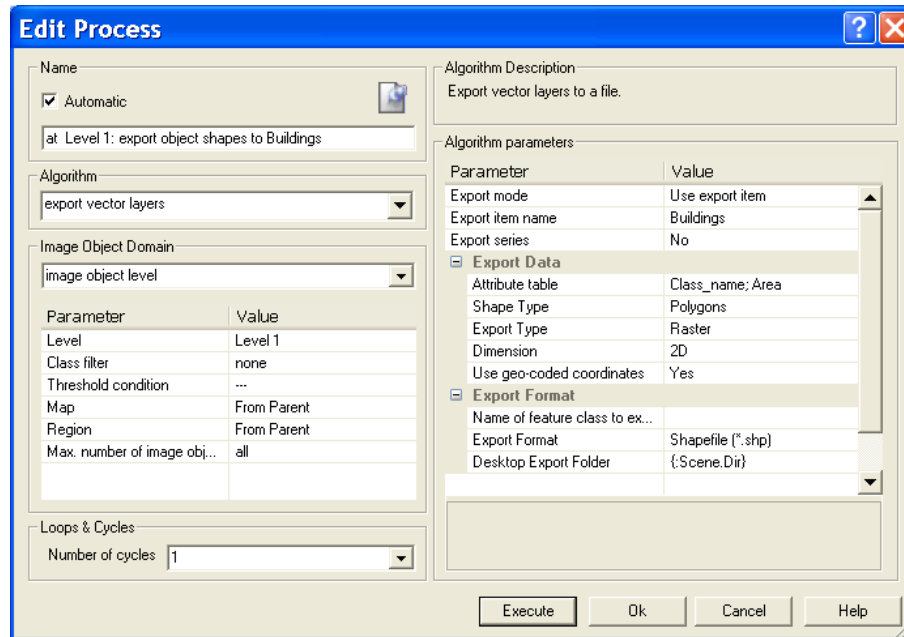 Edit Process
Name
Automatic
at Level 1: export object shapes to Buildings
Algorithm
export vector layers
Image Object Domain
image object level
Parameter Value
Level Level 1
Class filter none
Threshold condition ---
Map From Parent
Region From Parent
Max. number of image obj... all
Loops & Cycles
Number of cycles 1
Algorithm Description
Export vector layers to a file.
Algorithm parameters
Parameter Value
Export mode Use export item
Export item name Buildings
Export series No
Export Data
Attribute table Class_name; Area
Shape Type Polygons
Export Type Raster
Dimension 2D
Use geo-coded coordinates Yes
Export Format
Name of feature class to ex...
Export Format Shapefile (*.shp)
Desktop Export Folder {:Scene.Dir}
Execute Ok Cancel Help